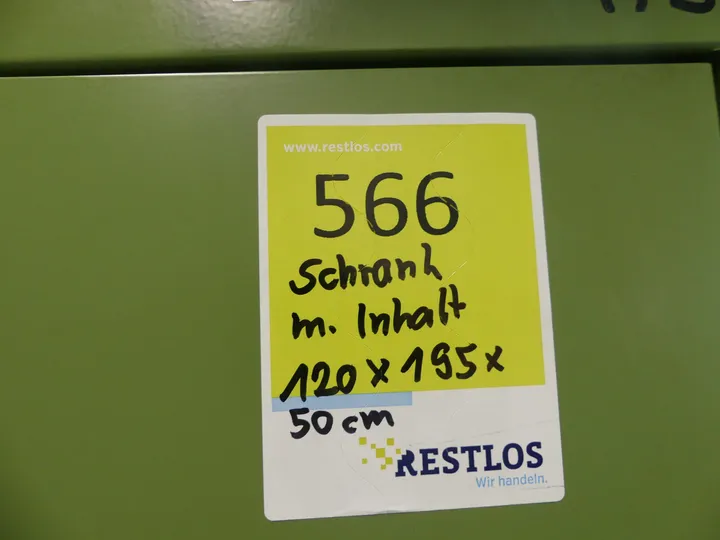 www.restlos.com
566
Schrank
m. Inhalt
120 x 195 x
50 cm
RESTLOS
Wir handeln.